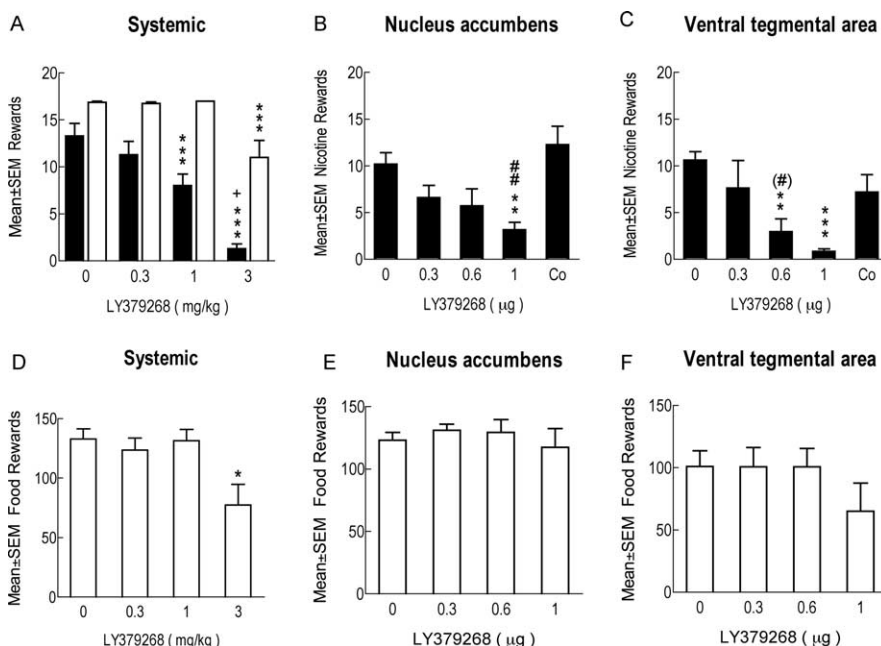 A
Systemic
Mean±SEM Rewards
20
15
10
5
0
***
+
***
***
0 0.3 1 3
LY379268 ( mg/kg )
B
Nucleus accumbens
Mean±SEM Nicotine Rewards
20
15
10
5
0
##
**
0 0.3 0.6 1 Co
LY379268 ( μg )
C
Ventral tegmental area
Mean±SEM Nicotine Rewards
20
15
10
5
0
(#)
**
***
0 0.3 0.6 1 Co
LY379268 ( μg )
D
Systemic
Mean±SEM Food Rewards
150
100
50
0
*
0 0.3 1 3
LY379268 ( mg/kg )
E
Nucleus accumbens
Mean±SEM Food Rewards
150
100
50
0
0 0.3 0.6 1
LY379268 ( μg )
F
Ventral tegmental area
Mean±SEM Food Rewards
150
100
50
0
0 0.3 0.6 1
LY379268 ( μg )